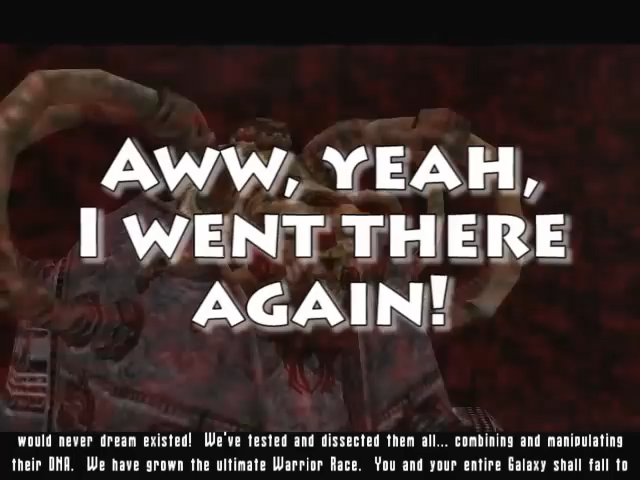 AWW, YEAH,
I WENT THERE
AGAIN!
would never dream existed! We've tested and dissected them all... combining and manipulating
their DNA. We have grown the ultimate Warrior Race. You and your entire Galaxy shall fall to